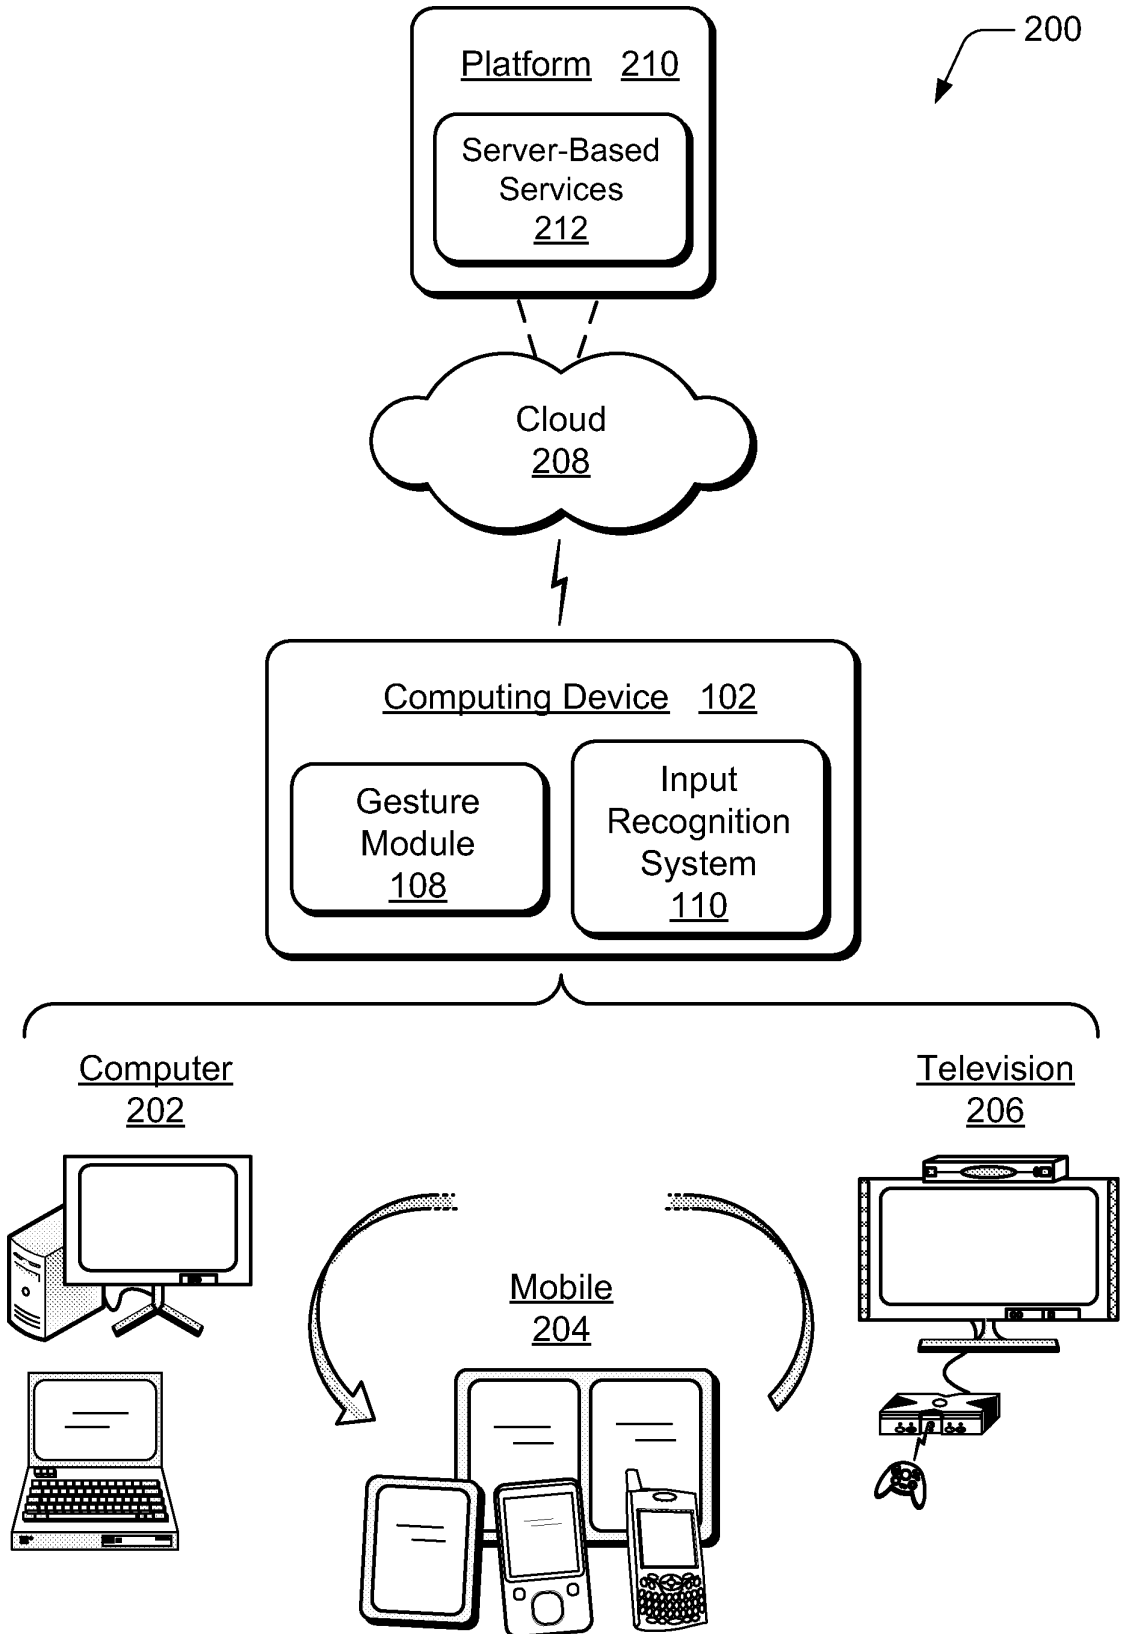 200
Platform 210
Server-Based
Services
212
Cloud
208
Computing Device 102
Gesture
Module
108
Input
Recognition
System
110
Computer
202
Television
206
Mobile
204